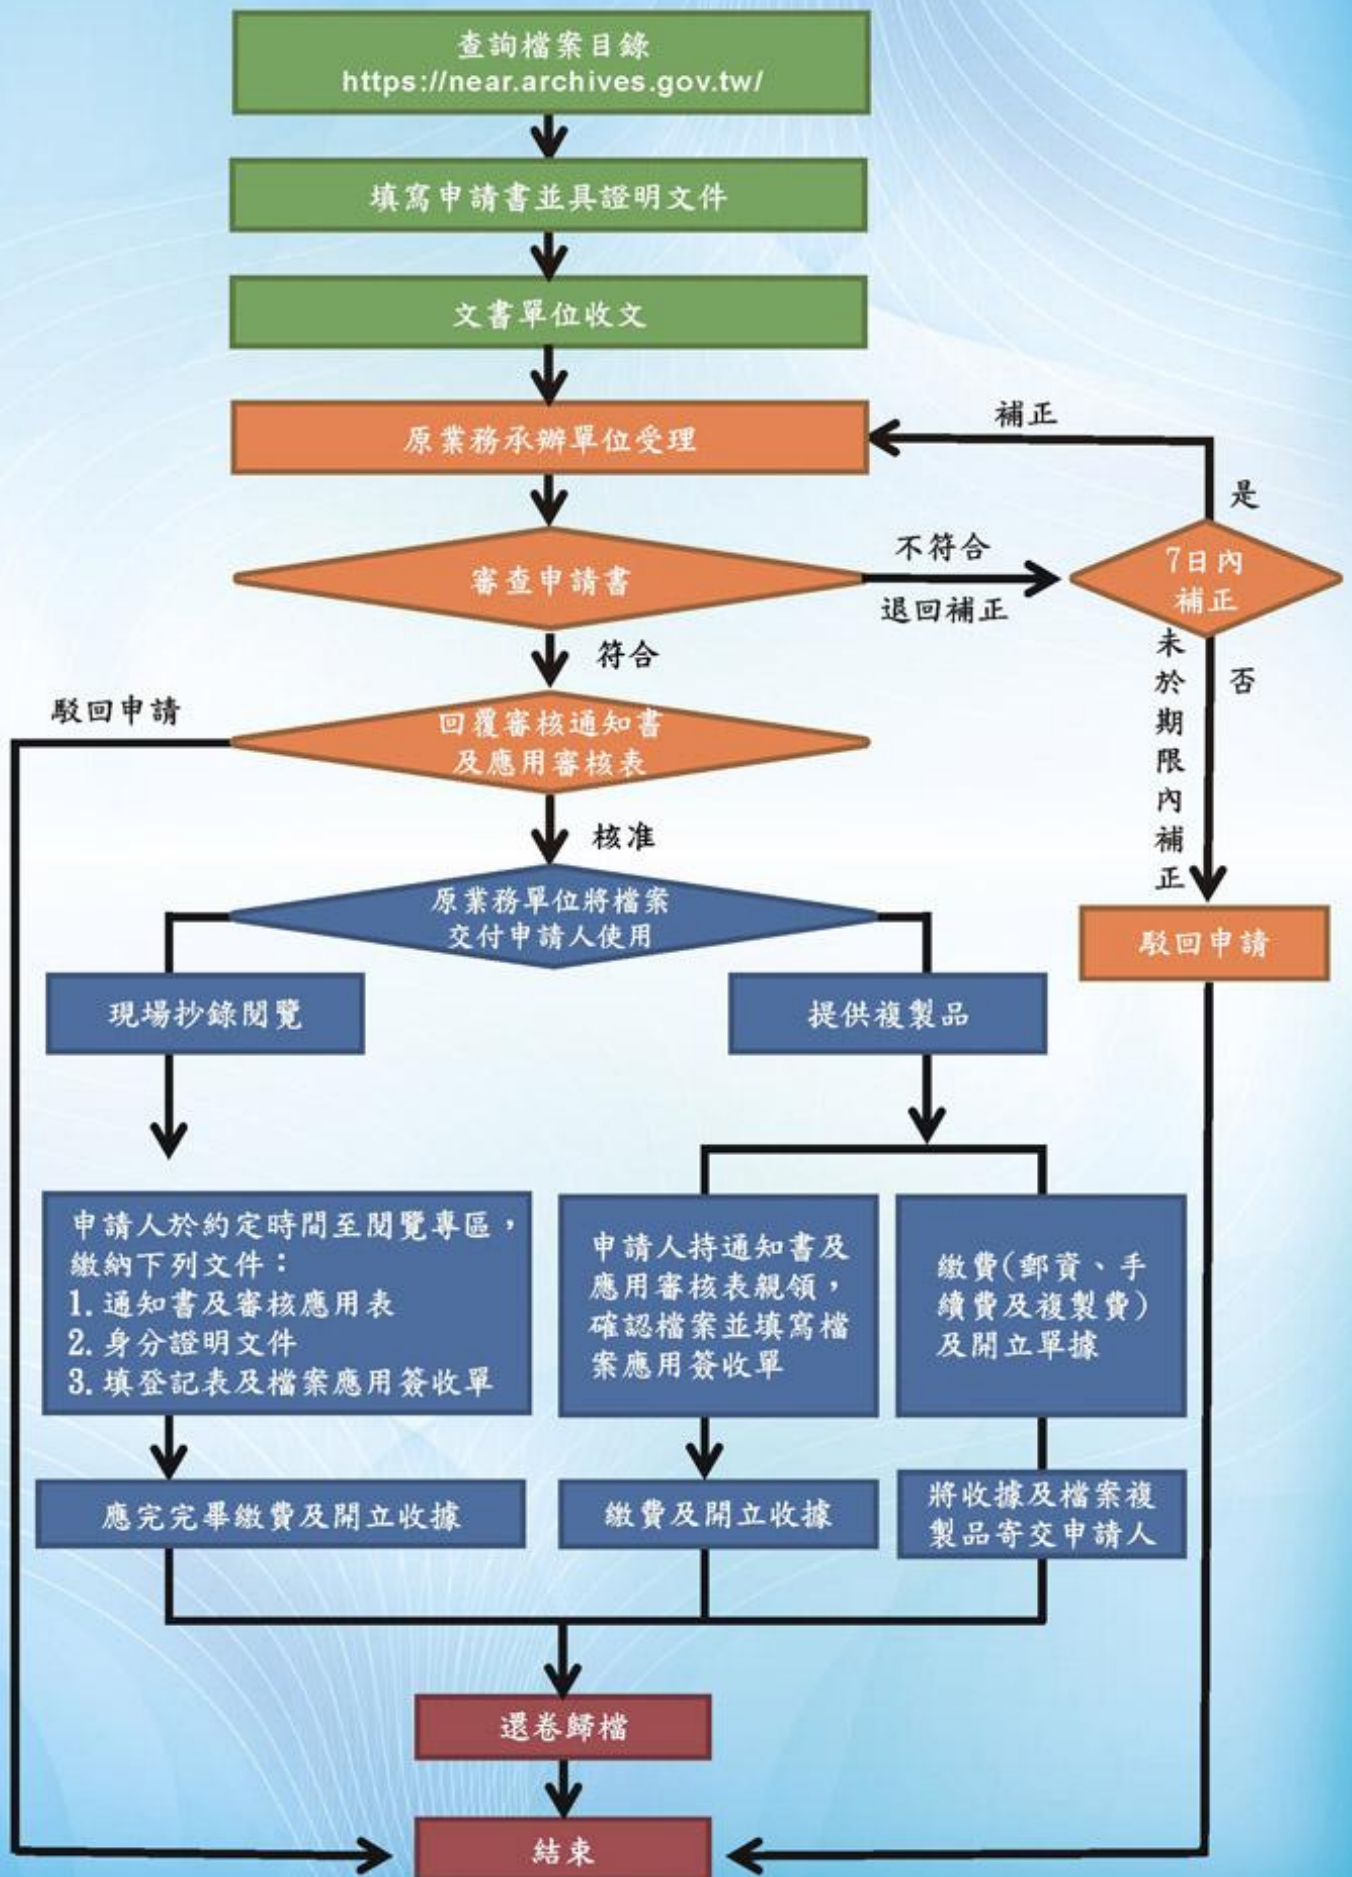 查詢檔案目錄
https://near.archives.gov.tw/
填寫申請書並具證明文件
文書單位收文
原業務承辦單位受理
補正
是
審查申請書
不符合
退回補正
7日內
補正
符合
未於期限內補正
否
駁回申請
回覆審核通知書
及應用審核表
核准
原業務單位將檔案
交付申請人使用
駁回申請
現場抄錄閱覽
提供複製品
申請人於約定時間至閱覽專區，
繳納下列文件：
1. 通知書及審核應用表
2. 身分證明文件
3. 填登記表及檔案應用簽收單
申請人持通知書及
應用審核表親領，
確認檔案並填寫檔
案應用簽收單
繳費(郵資、手
續費及複製費)
及開立單據
應完完畢繳費及開立收據
繳費及開立收據
將收據及檔案複
製品寄交申請人
還卷歸檔
結束